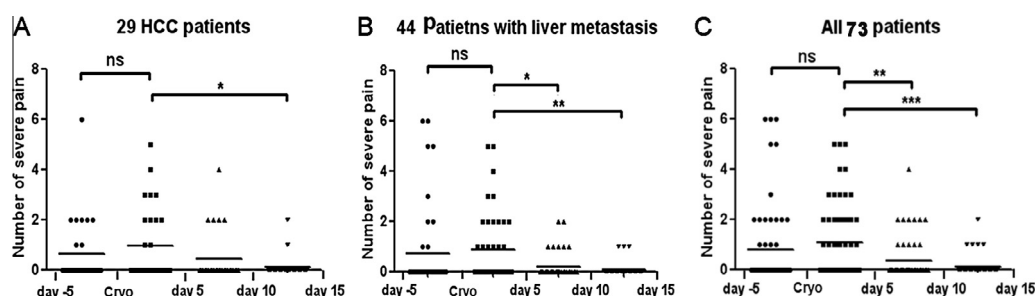 A
29 HCC patients
Number of severe pain
8
6
4
2
0
ns
*
day -5
Cryo
day 5
day 10
day 15
B
44 Patietns with liver metastasis
Number of severe pain
8
6
4
2
0
ns
*
**
day -5
Cryo
day 5
day 10
day 15
C
All 73 patients
Number of severe pain
8
6
4
2
0
ns
**
***
day -5
Cryo
day 5
day 10
day 15